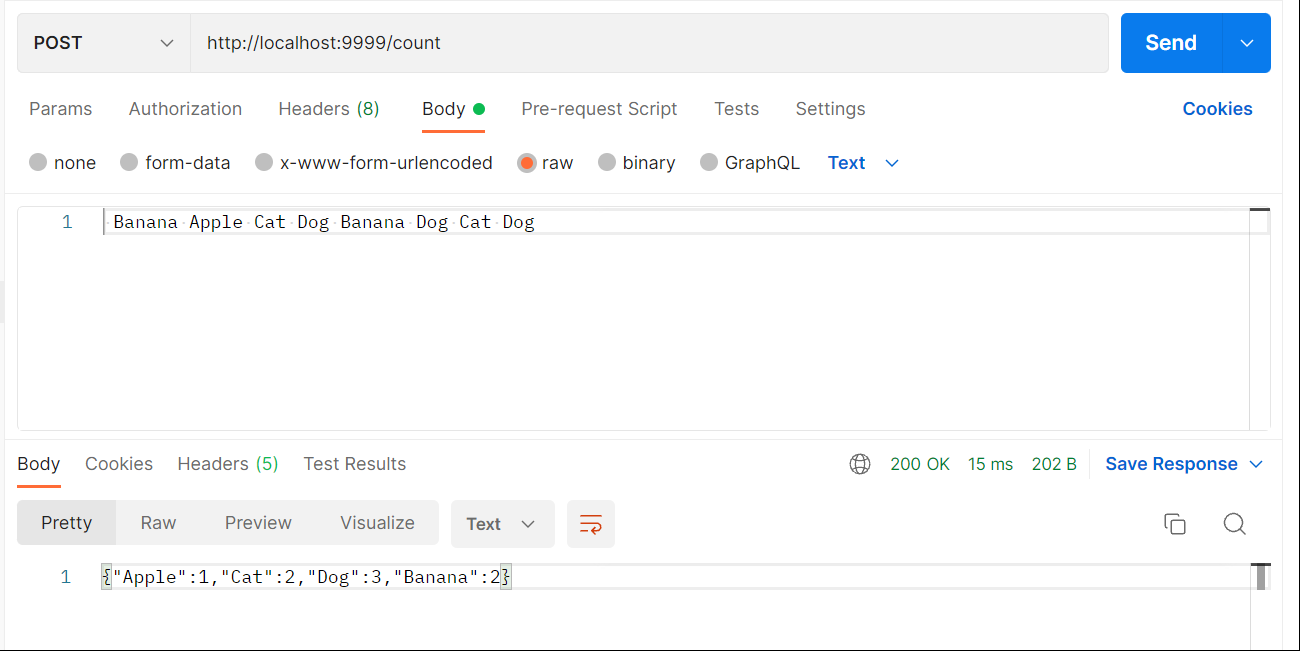 POST http://localhost:9999/count Send
Params Authorization Headers (8) Body Pre-request Script Tests Settings Cookies
none form-data x-www-form-urlencoded raw binary GraphQL Text
1 Banana Apple Cat Dog Banana Dog Cat Dog
Body Cookies Headers (5) Test Results 200 OK 15 ms 202 B Save Response
Pretty Raw Preview Visualize Text
1 {"Apple":1,"Cat":2,"Dog":3,"Banana":2}